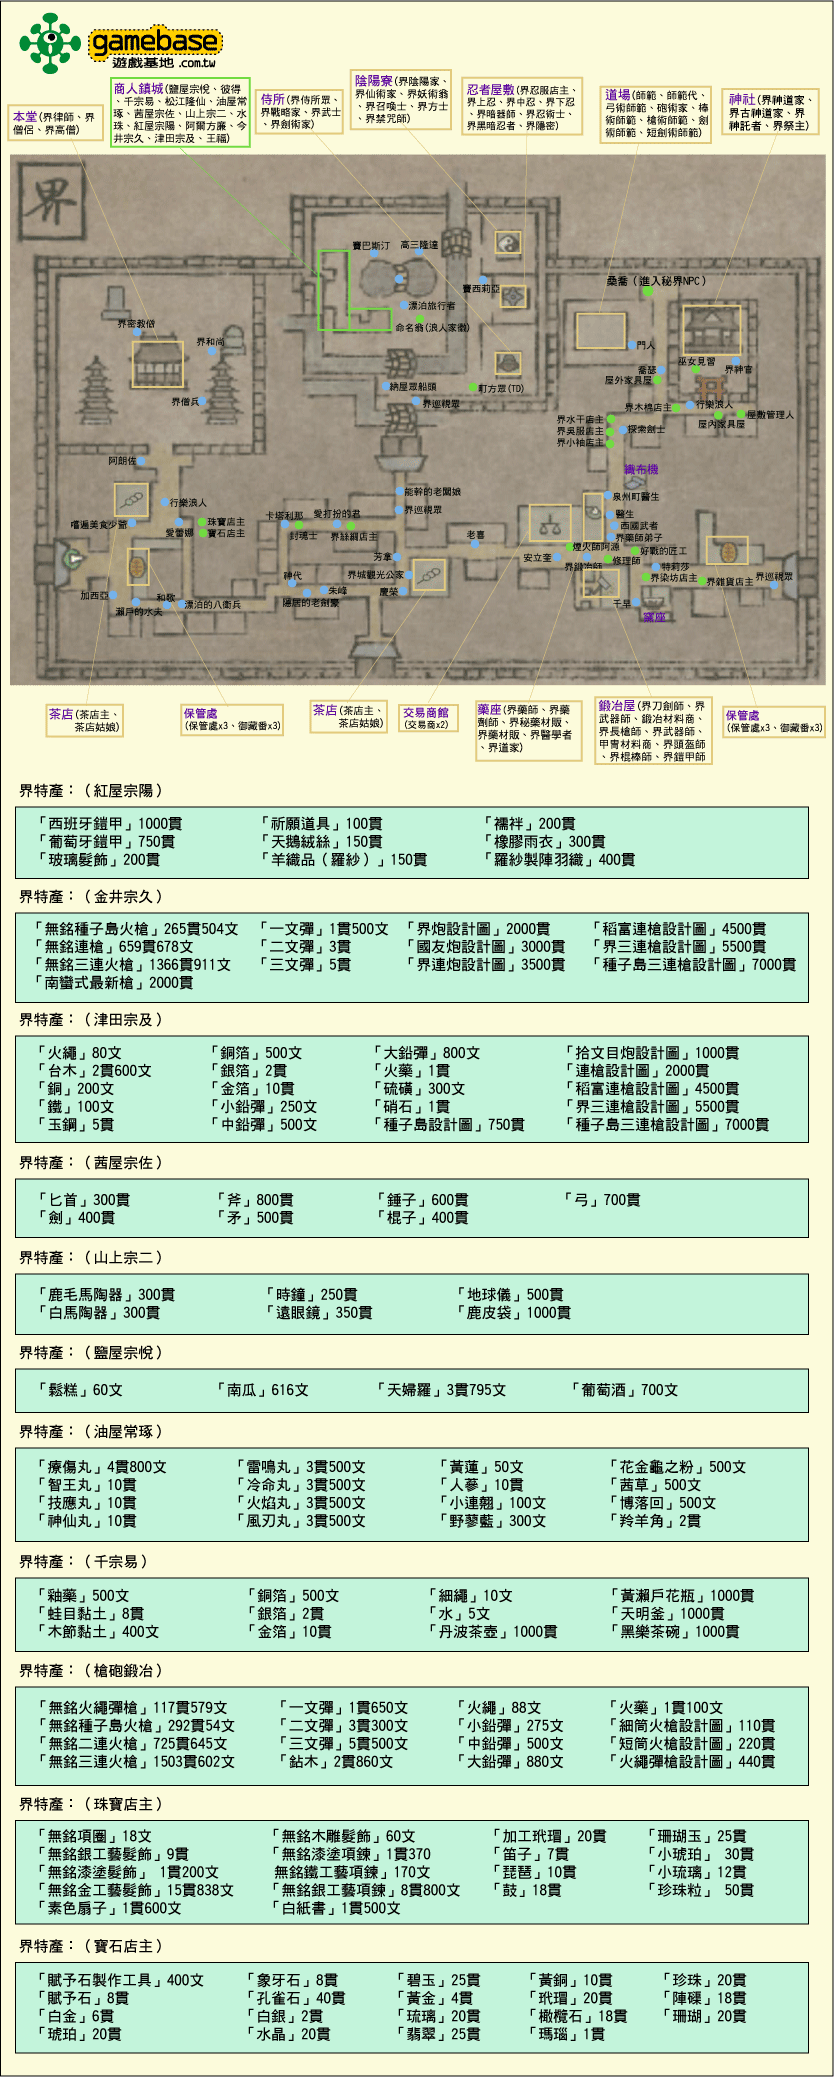 gamebase
遊戲基地 .com.tw
本堂(界律師、界
僧侶、界高僧)
商人鎮城(鹽屋宗悅、彼得
、千宗易、松江隆仙、油屋常
琢、茜屋宗佐、山上宗二、水
珠、紅屋宗陽、阿爾方廉、今
井宗久、津田宗及、王福)
侍所(界侍所眾
、界戰略家、界武士
、界劍術家)
陰陽寮(界陰陽家、
界仙術家、界妖術翁
、界召喚士、界方士
、界禁咒師)
忍者屋敷(界忍服店主、
界上忍、界中忍、界下忍
、界暗器師、界忍術士
、界黑暗忍者、界隱密)
道場(師範、師範代、
弓術師範、砲術家、棒
術師範、槍術師範、劍
術師範、短劍術師範)
神社(界神道家、
界古神道家、界
神託者、界祭主)
界
賽巴斯汀
高三隆達
漂泊旅行者
命名翁(浪人家徽)
寶西莉亞
納屋眾船頭
界巡視眾
町方眾(TD)
桑喬(進入秘界NPC)
門人
喬瑟
屋外家具屋
巫女見習
界神官
界木棉店主
行樂浪人
屋內家具屋
屋敷管理人
界水干店主
界吳服店主
界小袖店主
探索劍士
織布機
界密教僧
界和尚
界僧兵
阿朗佐
行樂浪人
嗜遍美食少爺
愛蕾娜
珠寶店主
寶石店主
加西亞
瀨戶的水夫
和歌
漂泊的八衛兵
卡塔利那
封魂士
愛打扮的君
界絲綢店主
能幹的老闆娘
界巡視眾
神代
隱居的老劍豪
朱峰
芳拿
界城觀光公家
慶榮
老喜
安立奎
泉州町醫生
醫生
西國武者
界藥師弟子
煙火師阿源
界鍛冶師
修理師
好戰的匠工
特莉莎
界染坊店主
界雜貨店主
界巡視眾
千早
窯座
茶店(茶店主、
茶店姑娘)
保管處
(保管處x3、御藏番x3)
茶店(茶店主、
茶店姑娘)
交易商館
(交易商x2)
藥座(界藥師、界藥
劑師、界秘藥材販、
界藥材販、界醫學者
、界道家)
鍛冶屋(界刀劍師、界
武器師、鍛冶材料商、
界長槍師、界武器師、
甲冑材料商、界頭盔師
、界棍棒師、界鎧甲師
保管處
(保管處x3、御藏番x3)
界特產：（紅屋宗陽）
「西班牙鎧甲」1000貫 「祈願道具」100貫 「襦袢」200貫
「葡萄牙鎧甲」750貫 「天鵝絨絲」150貫 「橡膠雨衣」300貫
「玻璃髮飾」200貫 「羊織品（羅紗）」150貫 「羅紗製陣羽織」400貫
界特產：（金井宗久）
「無銘種子島火槍」265貫504文 「一文彈」1貫500文 「界炮設計圖」2000貫 「稻富連槍設計圖」4500貫
「無銘連槍」659貫678文 「二文彈」3貫 「國友炮設計圖」3000貫 「界三連槍設計圖」5500貫
「無銘三連火槍」1366貫911文 「三文彈」5貫 「界連炮設計圖」3500貫 「種子島三連槍設計圖」7000貫
「南蠻式最新槍」2000貫
界特產：（津田宗及）
「火繩」80文 「銅箔」500文 「大鉛彈」800文 「拾文目炮設計圖」1000貫
「台木」2貫600文 「銀箔」2貫 「火藥」1貫 「連槍設計圖」2000貫
「銅」200文 「金箔」10貫 「硫磺」300文 「稻富連槍設計圖」4500貫
「鐵」100文 「小鉛彈」250文 「硝石」1貫 「界三連槍設計圖」5500貫
「玉鋼」5貫 「中鉛彈」500文 「種子島設計圖」750貫 「種子島三連槍設計圖」7000貫
界特產：（茜屋宗佐）
「匕首」300貫 「斧」800貫 「錘子」600貫 「弓」700貫
「劍」400貫 「矛」500貫 「棍子」400貫
界特產：（山上宗二）
「鹿毛馬陶器」300貫 「時鐘」250貫 「地球儀」500貫
「白馬陶器」300貫 「遠眼鏡」350貫 「鹿皮袋」1000貫
界特產：（鹽屋宗悅）
「鬆糕」60文 「南瓜」616文 「天婦羅」3貫795文 「葡萄酒」700文
界特產：（油屋常琢）
「療傷丸」4貫800文 「雷鳴丸」3貫500文 「黃蓮」50文 「花金龜之粉」500文
「智王丸」10貫 「冷命丸」3貫500文 「人蔘」10貫 「茜草」500文
「技應丸」10貫 「火焰丸」3貫500文 「小連翹」100文 「博落回」500文
「神仙丸」10貫 「風刃丸」3貫500文 「野蓼藍」300文 「羚羊角」2貫
界特產：（千宗易）
「釉藥」500文 「銅箔」500文 「細繩」10文 「黃瀨戶花瓶」1000貫
「蛙目黏土」8貫 「銀箔」2貫 「水」5文 「天明釜」1000貫
「木節黏土」400文 「金箔」10貫 「丹波茶壺」1000貫 「黑樂茶碗」1000貫
界特產：（槍砲鍛冶）
「無銘火繩彈槍」117貫579文 「一文彈」1貫650文 「火繩」88文 「火藥」1貫100文
「無銘種子島火槍」292貫54文 「二文彈」3貫300文 「小鉛彈」275文 「細筒火槍設計圖」110貫
「無銘二連火槍」725貫645文 「三文彈」5貫500文 「中鉛彈」500文 「短筒火槍設計圖」220貫
「無銘三連火槍」1503貫602文 「鉆木」2貫860文 「大鉛彈」880文 「火繩彈槍設計圖」440貫
界特產：（珠寶店主）
「無銘項圈」18文 「無銘木雕髮飾」60文 「加工玳瑁」20貫 「珊瑚玉」25貫
「無銘銀工藝髮飾」9貫 「無銘漆塗項鍊」1貫370 「笛子」7貫 「小琥珀」 30貫
「無銘漆塗髮飾」 1貫200文 無銘鐵工藝項鍊」170文 「琵琶」10貫 「小琉璃」12貫
「無銘金工藝髮飾」15貫838文 「無銘銀工藝項鍊」8貫800文 「鼓」18貫 「珍珠粒」 50貫
「素色扇子」1貫600文 「白紙書」1貫500文
界特產：（寶石店主）
「賦予石製作工具」400文 「象牙石」8貫 「碧玉」25貫 「黃銅」10貫 「珍珠」20貫
「賦予石」8貫 「孔雀石」40貫 「黃金」4貫 「玳瑁」20貫 「陣磲」18貫
「白金」6貫 「白銀」2貫 「琉璃」20貫 「橄欖石」18貫 「珊瑚」20貫
「琥珀」20貫 「水晶」20貫 「翡翠」25貫 「瑪瑙」1貫